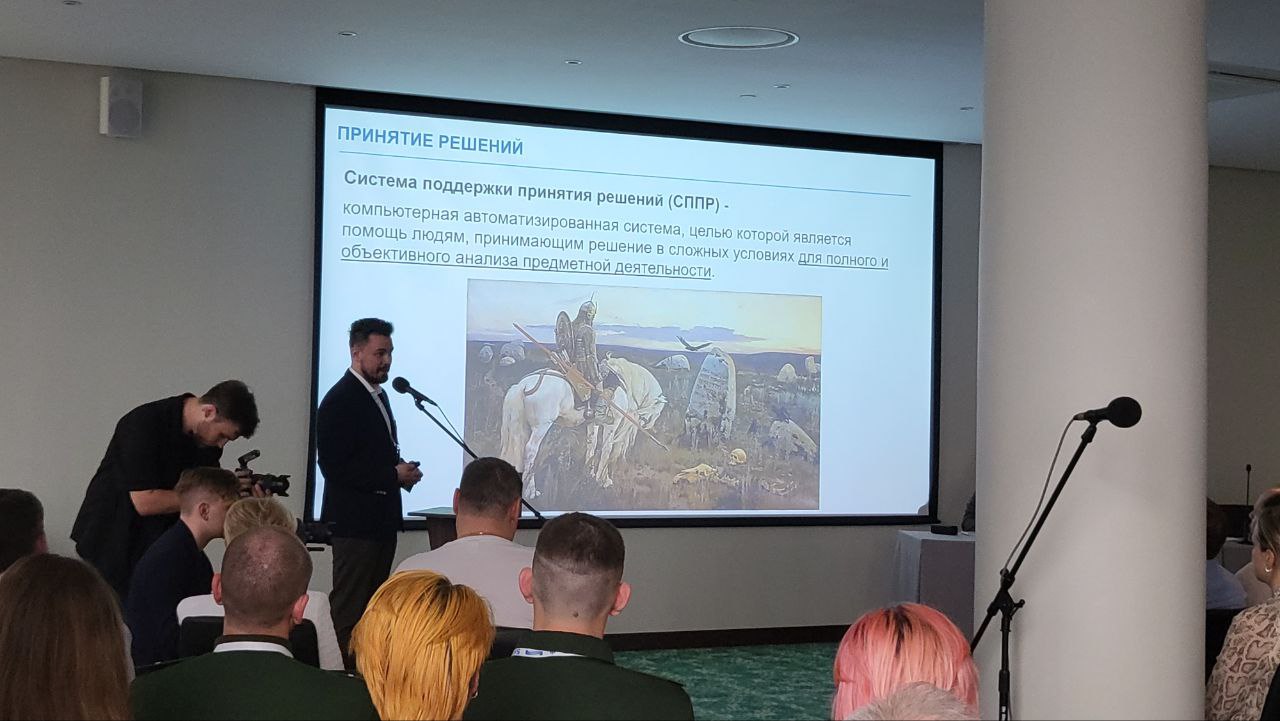 ПРИНЯТИЕ РЕШЕНИЙ
Система поддержки принятия решений (СППР) -
компьютерная автоматизированная система, целью которой является
помощь людям, принимающим решение в сложных условиях для полного и
объективного анализа предметной деятельности.